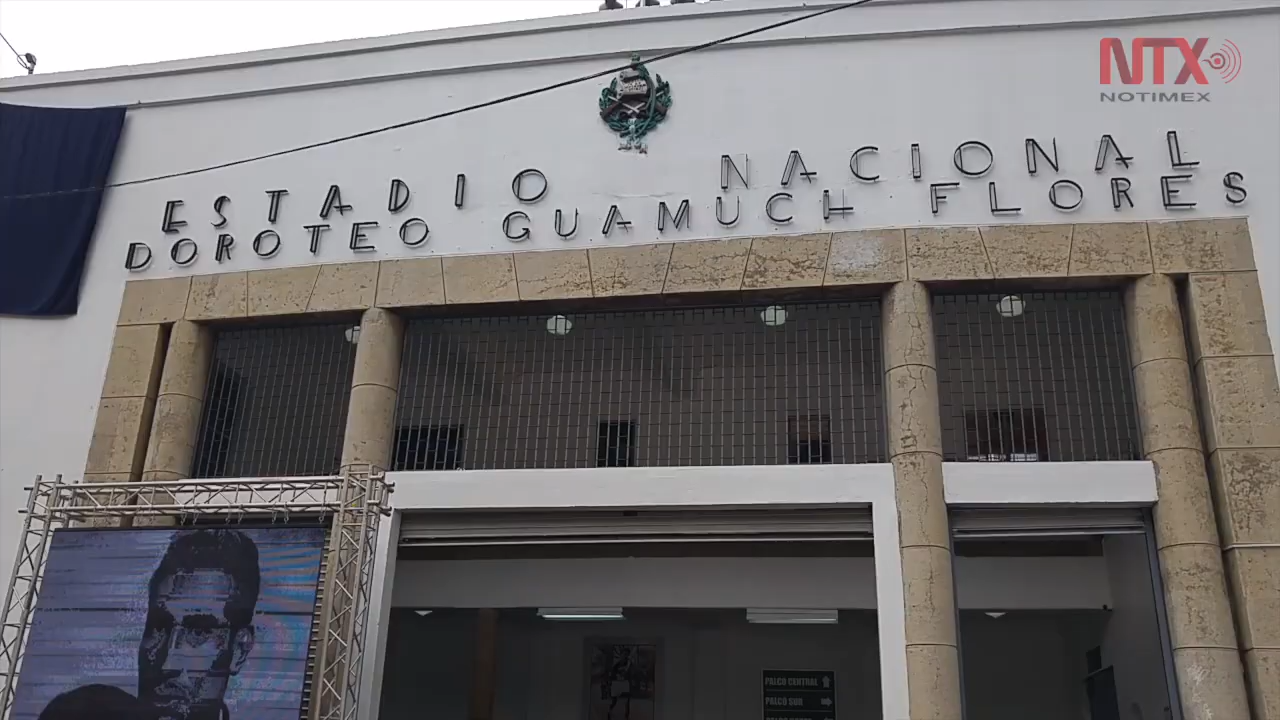 NTX
NOTIMEX
ESTADIO NACIONAL
DOROTEO GUAMUCH FLORES
PALCO CENTRAL
PALCO SUR